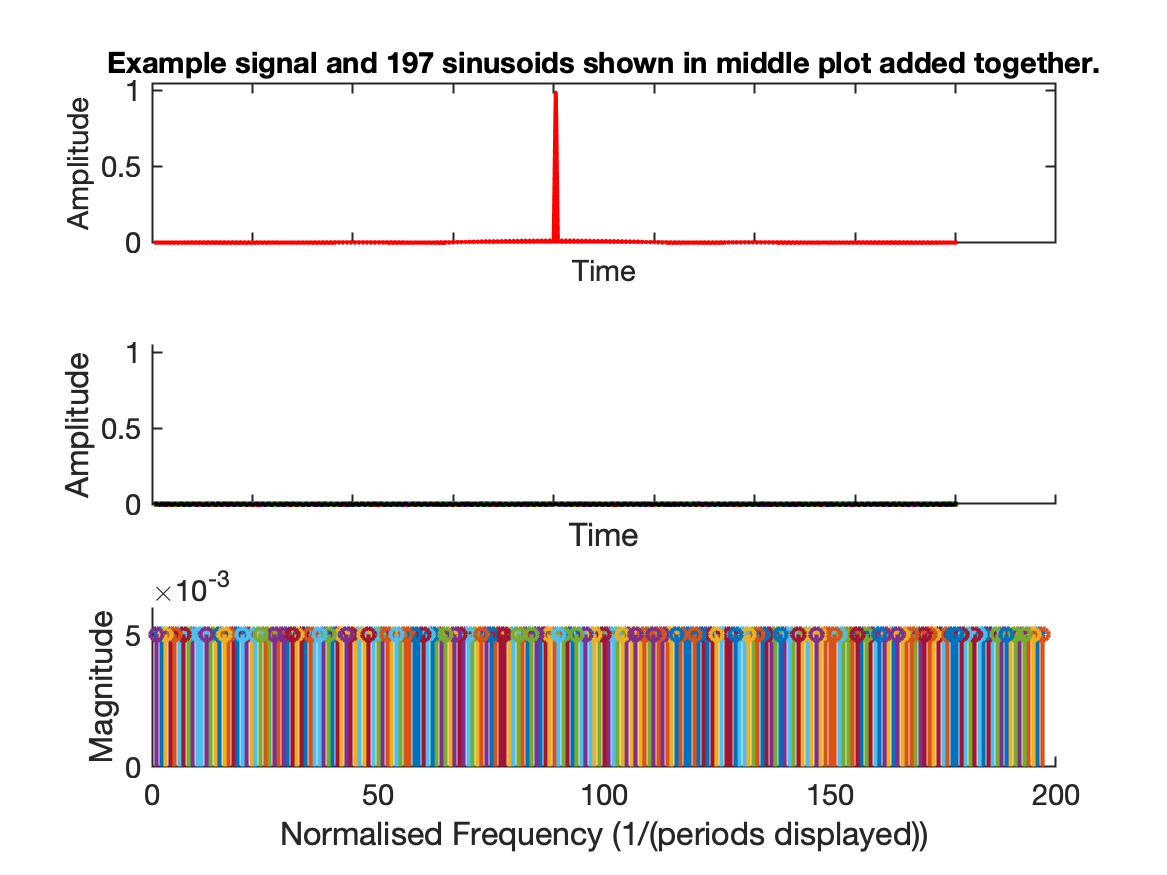 Example signal and 197 sinusoids shown in middle plot added together.
1
0.5
0
Amplitude
Time
1
0.5
0
Amplitude
Time
×10-3
5
0
Magnitude
0 50 100 150 200
Normalised Frequency (1/(periods displayed))